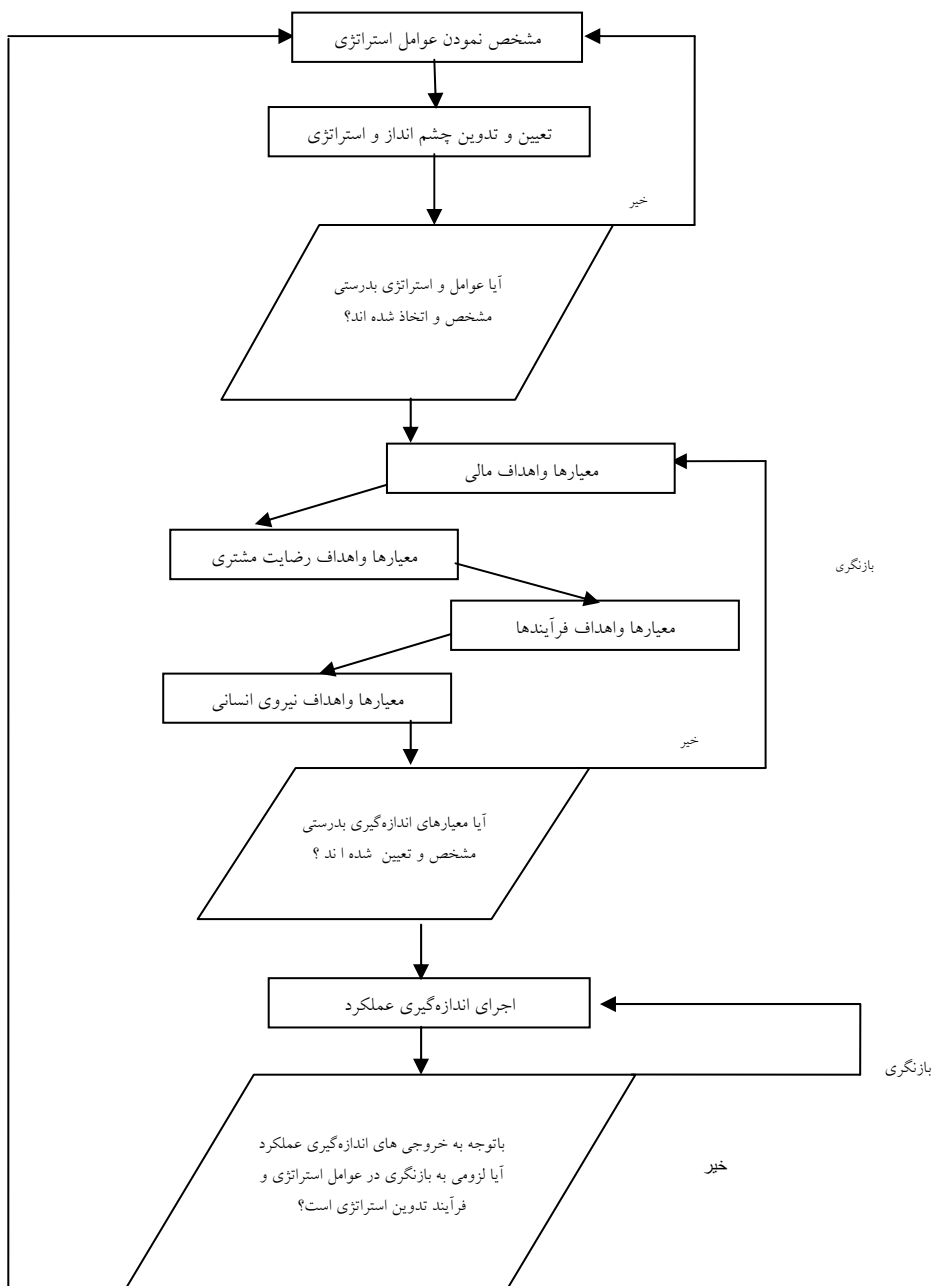 مشخص نمودن عوامل استراتژی
تعیین و تدوین چشم انداز و استراتژی
خیر
آیا عوامل و استراتژی بدرستی
مشخص و اتخاذ شده اند؟
معیارها واهداف مالی
معیارها واهداف رضایت مشتری
بازنگری
معیارها واهداف فرآیندها
معیارها واهداف نیروی انسانی
خیر
آیا معیارهای اندازه‌گیری بدرستی
مشخص و تعیین شده ا ند ؟
اجرای اندازه‌گیری عملکرد
بازنگری
باتوجه به خروجی های اندازه‌گیری عملکرد
آیا لزومی به بازنگری در عوامل استراتژی و
فرآیند تدوین استراتژی است؟
خیر